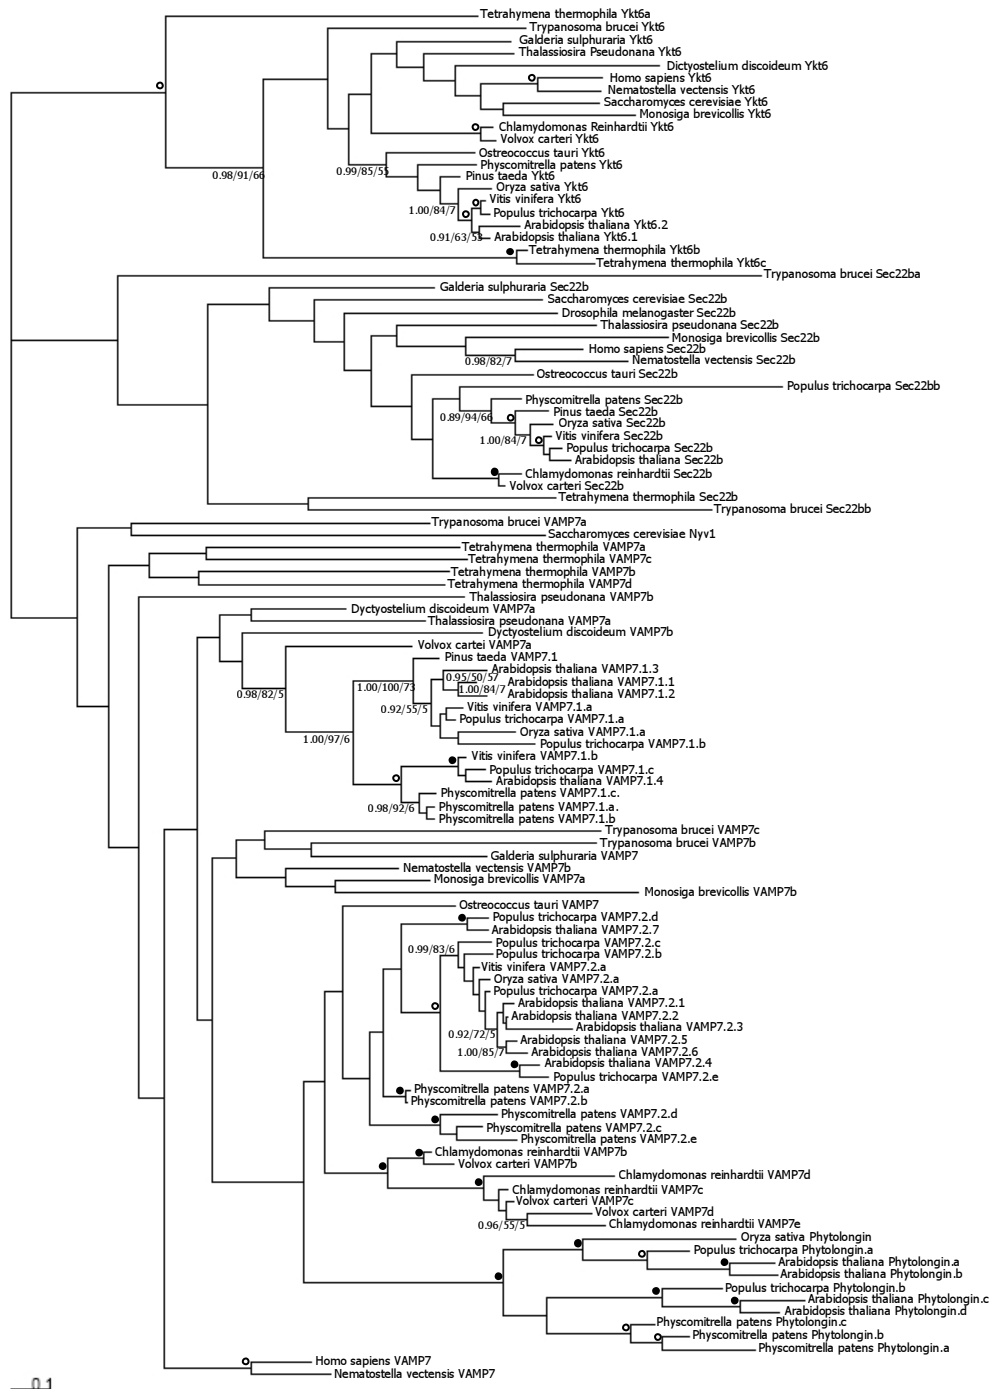 Tetrahymena thermophila Ykt6a
Trypanosoma brucei Ykt6
Galderia sulphuraria Ykt6
Thalassiosira Pseudonana Ykt6
Dictyostelium discoideum Ykt6
Homo sapiens Ykt6
Nematostella vectensis Ykt6
Saccharomyces cerevisiae Ykt6
Monosiga brevicollis Ykt6
Chlamydomonas Reinhardtii Ykt6
Volvox carteri Ykt6
Ostreococcus tauri Ykt6
Physcomitrella patens Ykt6
0.99/85/55
0.98/91/66
Pinus taeda Ykt6
Oryza sativa Ykt6
Vitis vinifera Ykt6
1.00/84/7
Populus trichocarpa Ykt6
Arabidopsis thaliana Ykt6.2
0.91/63/53
Arabidopsis thaliana Ykt6.1
Tetrahymena thermophila Ykt6b
Tetrahymena thermophila Ykt6c
Trypanosoma brucei Sec22ba
Galderia sulphuraria Sec22b
Saccharomyces cerevisiae Sec22b
Drosophila melanogaster Sec22b
Thalassiosira pseudonana Sec22b
Monosiga brevicollis Sec22b
Homo sapiens Sec22b
0.98/82/7
Nematostella vectensis Sec22b
Ostreococcus tauri Sec22b
Populus trichocarpa Sec22bb
Physcomitrella patens Sec22b
Pinus taeda Sec22b
0.89/94/66
Oryza sativa Sec22b
Vitis vinifera Sec22b
1.00/84/7
Populus trichocarpa Sec22b
Arabidopsis thaliana Sec22b
Chlamydomonas reinhardtii Sec22b
Volvox carteri Sec22b
Tetrahymena thermophila Sec22b
Trypanosoma brucei Sec22bb
Trypanosoma brucei VAMP7a
Saccharomyces cerevisiae Nyv1
Tetrahymena thermophila VAMP7a
Tetrahymena thermophila VAMP7c
Tetrahymena thermophila VAMP7b
Tetrahymena thermophila VAMP7d
Thalassiosira pseudonana VAMP7b
Dyctyostelium discoideum VAMP7a
Thalassiosira pseudonana VAMP7a
Dyctyostelium discoideum VAMP7b
Volvox cartei VAMP7a
Pinus taeda VAMP7.1
Arabidopsis thaliana VAMP7.1.3
0.95/50/57
Arabidopsis thaliana VAMP7.1.1
1.00/100/73
1.00/84/7
0.98/82/5
Arabidopsis thaliana VAMP7.1.2
Vitis vinifera VAMP7.1.a
0.92/55/5
Populus trichocarpa VAMP7.1.a
Oryza sativa VAMP7.1.a
1.00/97/6
Populus trichocarpa VAMP7.1.b
Vitis vinifera VAMP7.1.b
Populus trichocarpa VAMP7.1.c
Arabidopsis thaliana VAMP7.1.4
Physcomitrella patens VAMP7.1.c.
0.98/92/6
Physcomitrella patens VAMP7.1.a.
Physcomitrella patens VAMP7.1.b
Trypanosoma brucei VAMP7c
Trypanosoma brucei VAMP7b
Galderia sulphuraria VAMP7
Nematostella vectensis VAMP7b
Monosiga brevicollis VAMP7a
Monosiga brevicollis VAMP7b
Ostreococcus tauri VAMP7
Populus trichocarpa VAMP7.2.d
Arabidopsis thaliana VAMP7.2.7
Populus trichocarpa VAMP7.2.c
0.99/83/6
Populus trichocarpa VAMP7.2.b
Vitis vinifera VAMP7.2.a
Oryza sativa VAMP7.2.a
Populus trichocarpa VAMP7.2.a
Arabidopsis thaliana VAMP7.2.1
Arabidopsis thaliana VAMP7.2.2
Arabidopsis thaliana VAMP7.2.3
0.92/72/5
Arabidopsis thaliana VAMP7.2.5
1.00/85/7
Arabidopsis thaliana VAMP7.2.6
Arabidopsis thaliana VAMP7.2.4
Populus trichocarpa VAMP7.2.e
Physcomitrella patens VAMP7.2.a
Physcomitrella patens VAMP7.2.b
Physcomitrella patens VAMP7.2.d
Physcomitrella patens VAMP7.2.c
Physcomitrella patens VAMP7.2.e
Chlamydomonas reinhardtii VAMP7b
Volvox carteri VAMP7b
Chlamydomonas reinhardtii VAMP7d
Chlamydomonas reinhardtii VAMP7c
Volvox carteri VAMP7c
Volvox carteri VAMP7d
0.96/55/5
Chlamydomonas reinhardtii VAMP7e
Oryza sativa Phytolongin
Populus trichocarpa Phytolongin.a
Arabidopsis thaliana Phytolongin.a
Arabidopsis thaliana Phytolongin.b
Populus trichocarpa Phytolongin.b
Arabidopsis thaliana Phytolongin.c
Arabidopsis thaliana Phytolongin.d
Physcomitrella patens Phytolongin.c
Physcomitrella patens Phytolongin.b
Physcomitrella patens Phytolongin.a
Homo sapiens VAMP7
Nematostella vectensis VAMP7
0.1